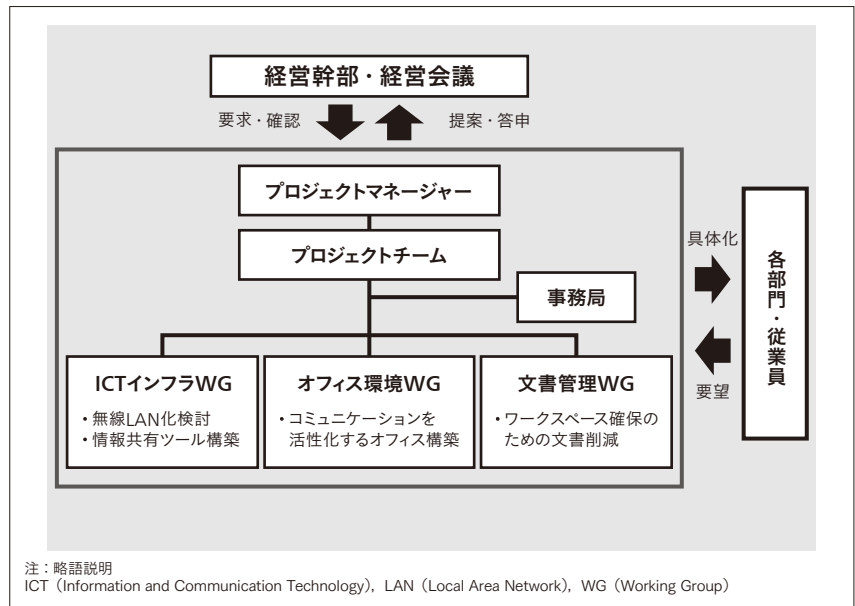 経営幹部・経営会議
要求・確認
提案・答申
プロジェクトマネージャー
プロジェクトチーム
事務局
ICTインフラWG
・無線LAN化検討
・情報共有ツール構築
オフィス環境WG
・コミュニケーションを
活性化するオフィス構築
文書管理WG
・ワークスペース確保の
ための文書削減
具体化
要望
各部門・従業員
注：略語説明
ICT（Information and Communication Technology），LAN（Local Area Network），WG（Working Group）